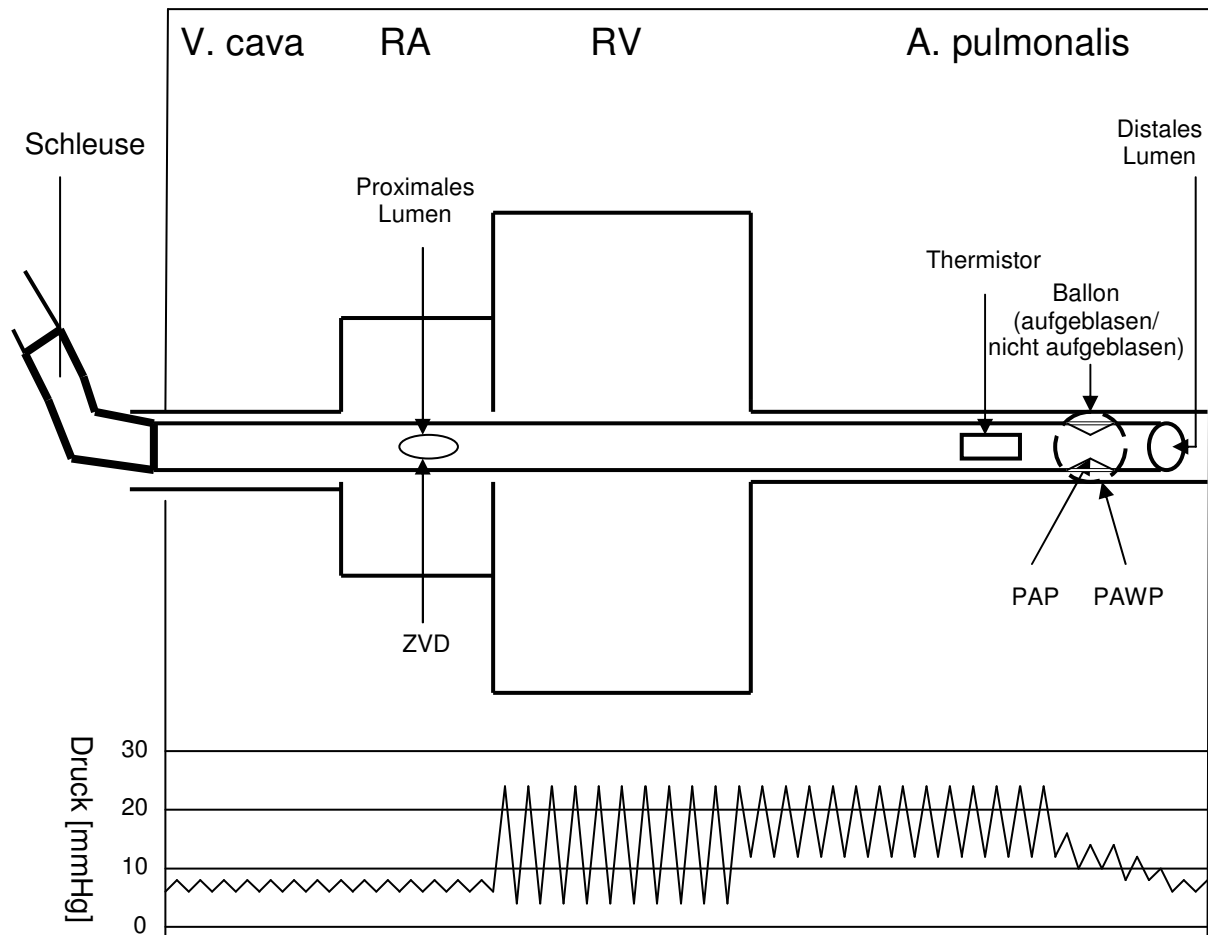 V. cava
RA
RV
A. pulmonalis
Schleuse
Proximales
Lumen
Distales
Lumen
Thermistor
Ballon
(aufgeblasen/
nicht aufgeblasen)
PAP
PAWP
ZVD
Druck [mmHg]
30
20
10
0